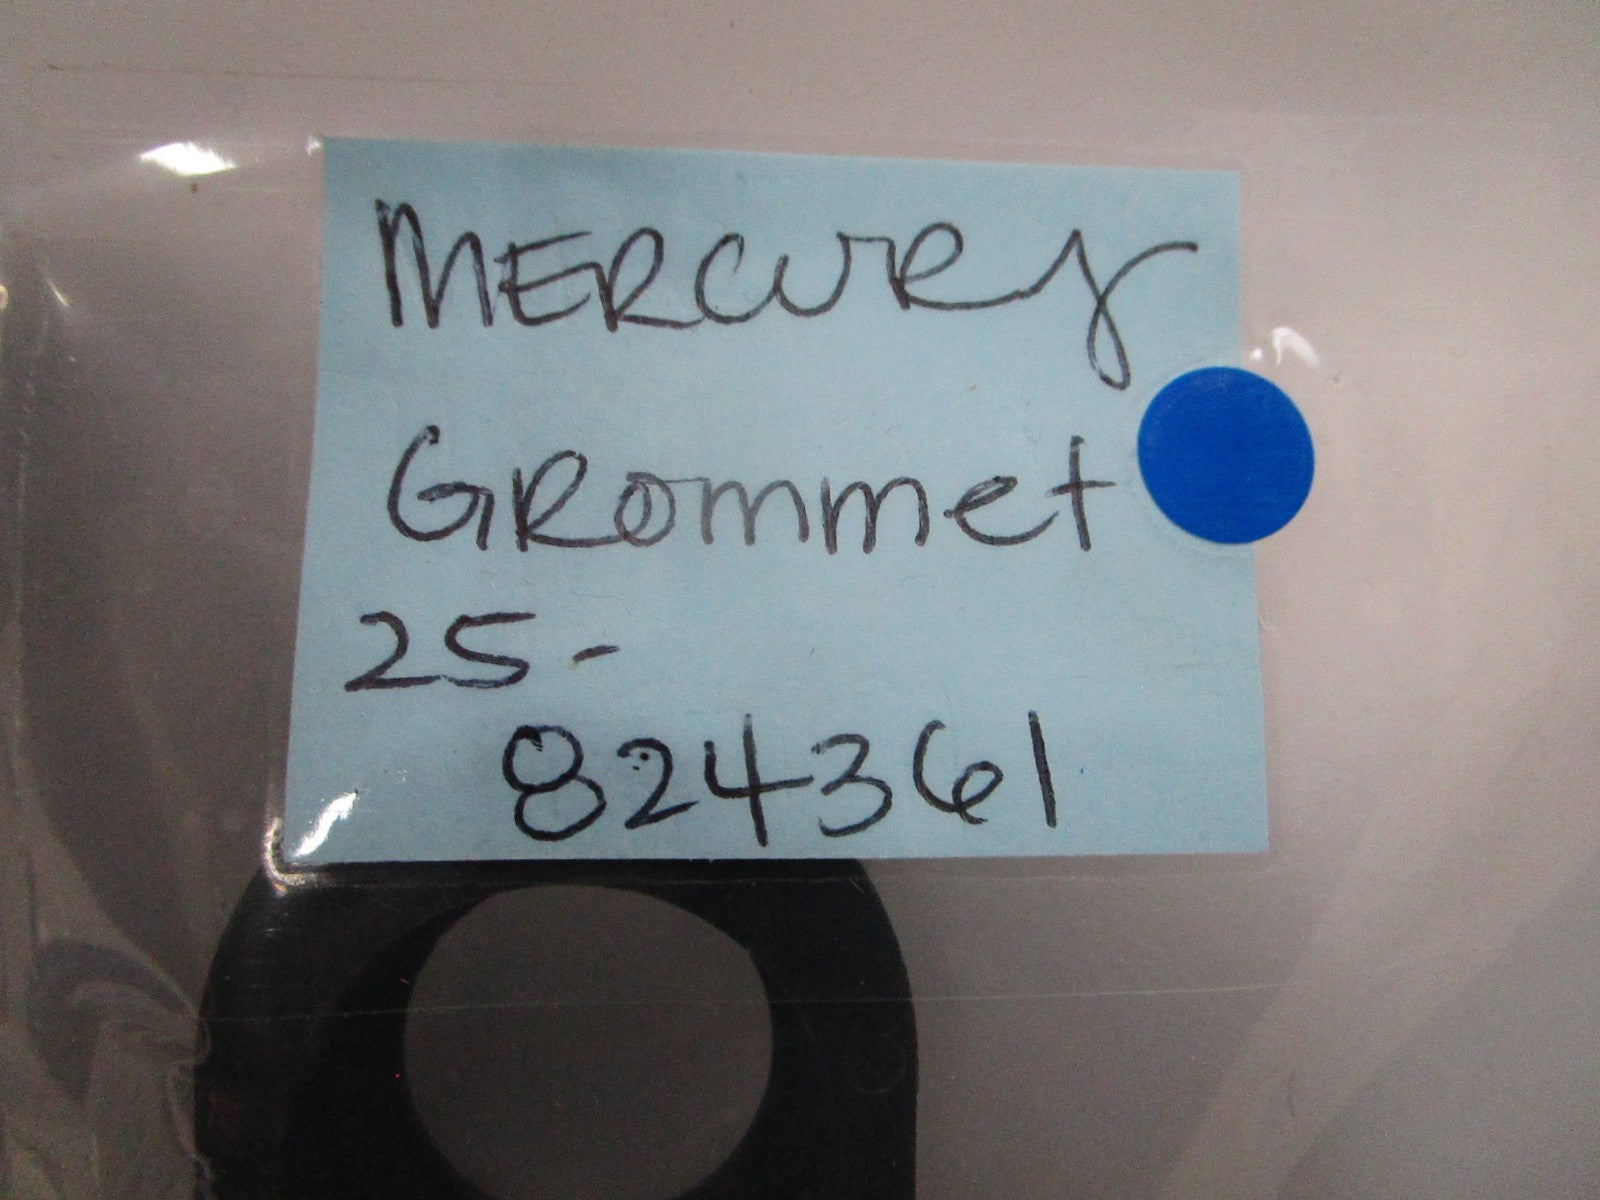 MERCURY
GRommet
25-
824361